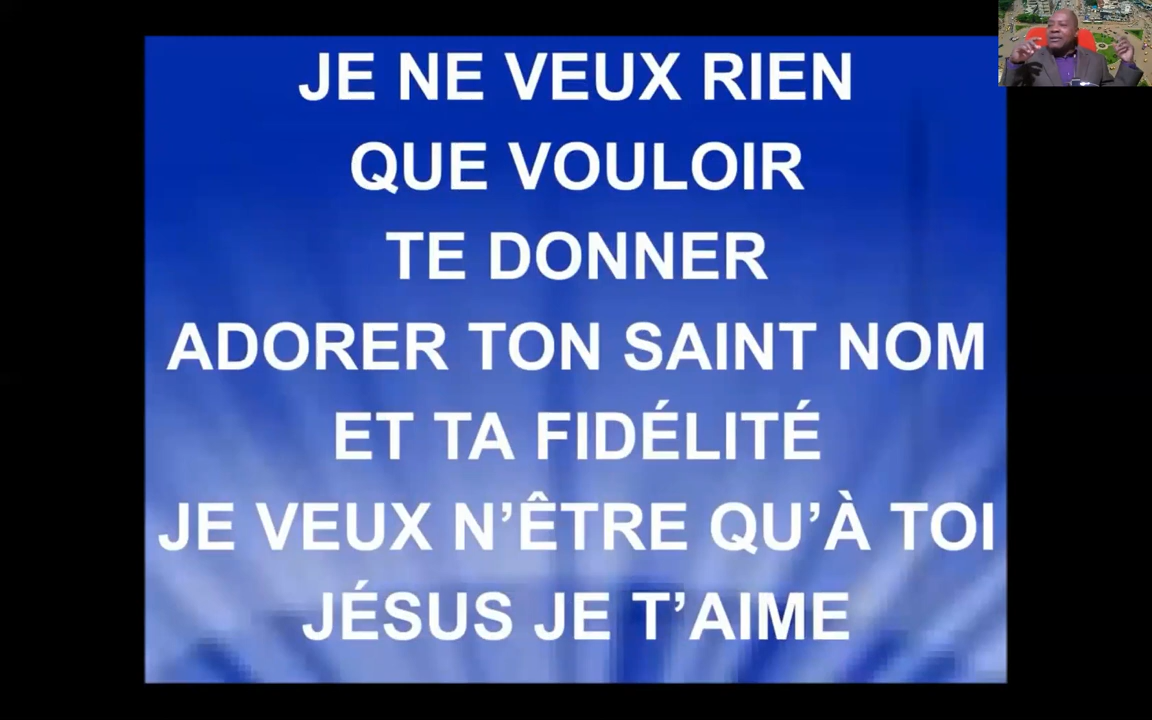 JE NE VEUX RIEN
QUE VOULOIR
TE DONNER
ADORER TON SAINT NOM
ET TA FIDÉLITÉ
JE VEUX N’ÊTRE QU’À TOI
JÉSUS JE T’AIME